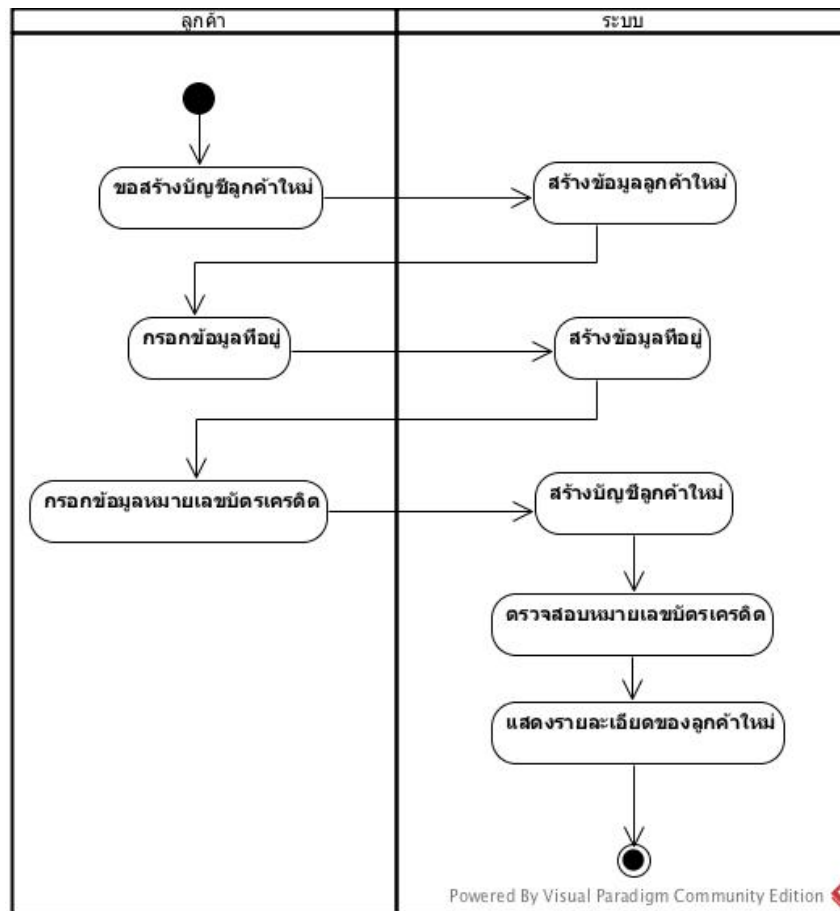 ลูกค้า
ระบบ
ขอสร้างบัญชีลูกค้าใหม่
สร้างข้อมูลลูกค้าใหม่
กรอกข้อมูลที่อยู่
สร้างข้อมูลที่อยู่
กรอกข้อมูลหมายเลขบัตรเครดิต
สร้างบัญชีลูกค้าใหม่
ตรวจสอบหมายเลขบัตรเครดิต
แสดงรายละเอียดของลูกค้าใหม่
Powered By Visual Paradigm Community Edition